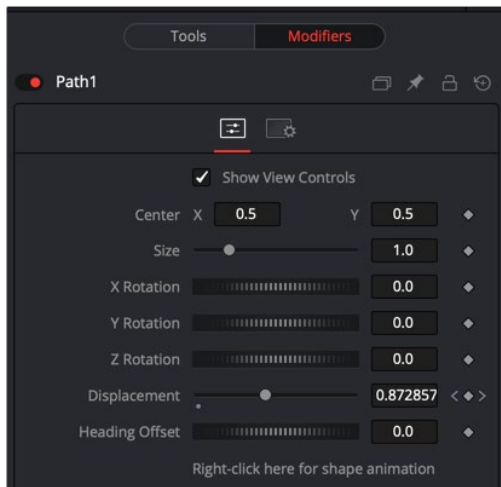 Tools Modifiers
Path1
Show View Controls
Center X 0.5 Y 0.5
Size 1.0
X Rotation 0.0
Y Rotation 0.0
Z Rotation 0.0
Displacement 0.872857
Heading Offset 0.0
Right-click here for shape animation